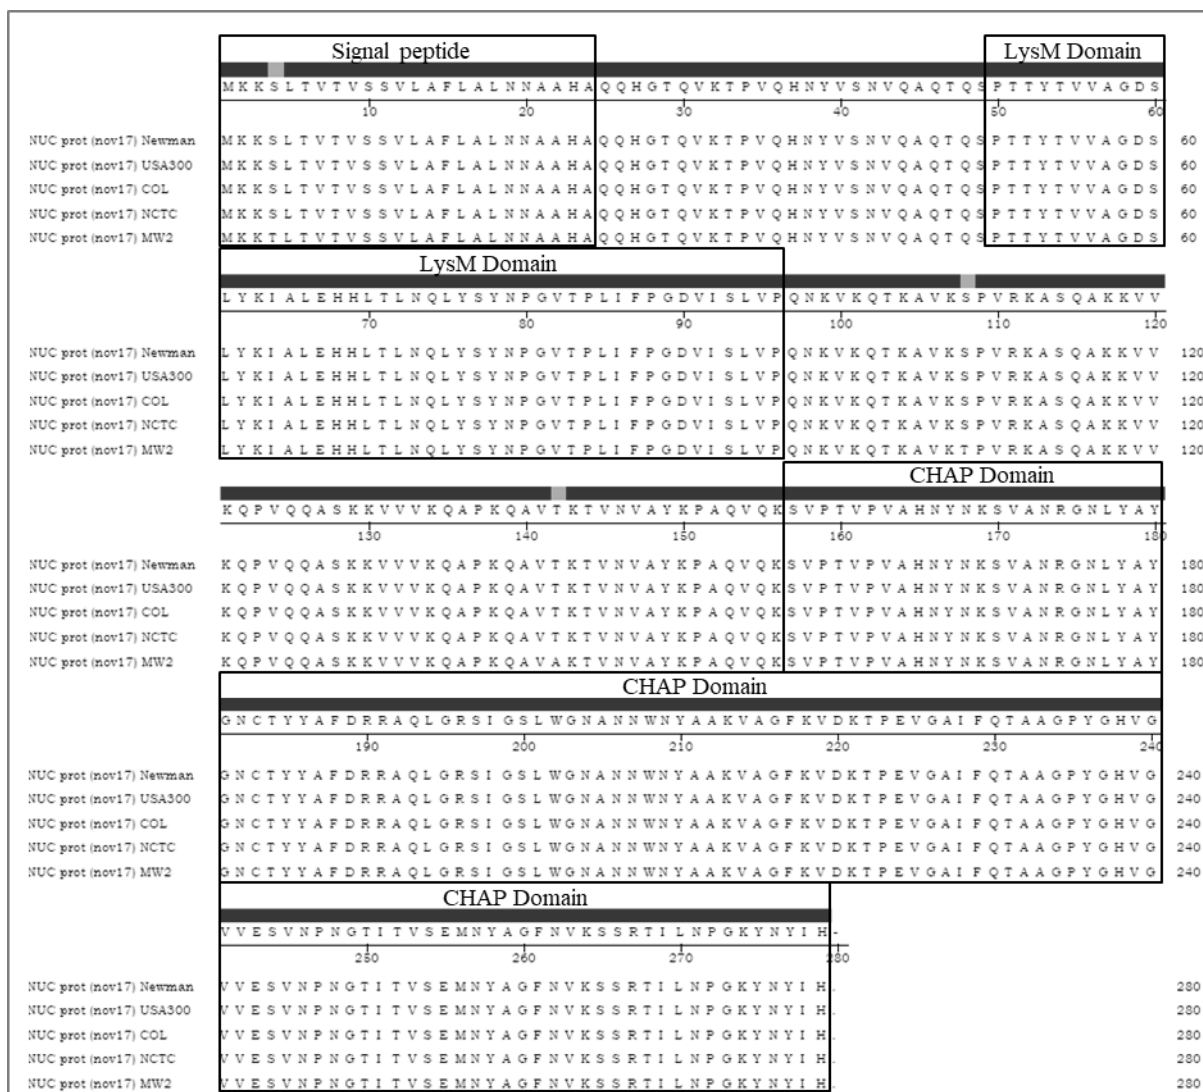 Signal peptide LysM Domain
M K K S L T V T V S S V L A F L A L N N A A H A Q Q H G T Q V K T P V Q H N Y V S N V Q A Q T Q S P T T Y T V V A G D S
10 20 30 40 50 60
NUC prot (nov17) Newman M K K S L T V T V S S V L A F L A L N N A A H A Q Q H G T Q V K T P V Q H N Y V S N V Q A Q T Q S P T T Y T V V A G D S 60
NUC prot (nov17) USA300 M K K S L T V T V S S V L A F L A L N N A A H A Q Q H G T Q V K T P V Q H N Y V S N V Q A Q T Q S P T T Y T V V A G D S 60
NUC prot (nov17) COL M K K S L T V T V S S V L A F L A L N N A A H A Q Q H G T Q V K T P V Q H N Y V S N V Q A Q T Q S P T T Y T V V A G D S 60
NUC prot (nov17) NCTC M K K S L T V T V S S V L A F L A L N N A A H A Q Q H G T Q V K T P V Q H N Y V S N V Q A Q T Q S P T T Y T V V A G D S 60
NUC prot (nov17) MW2 M K K T L T V T V S S V L A F L A L N N A A H A Q Q H G T Q V K T P V Q H N Y V S N V Q A Q T Q S P T T Y T V V A G D S 60
LysM Domain
L Y K I A L E H H L T L N Q L Y S Y N P G V T P L I F P G D V I S L V P Q N K V K Q T K A V K S P V R K A S Q A K K V V
70 80 90 100 110 120
NUC prot (nov17) Newman L Y K I A L E H H L T L N Q L Y S Y N P G V T P L I F P G D V I S L V P Q N K V K Q T K A V K S P V R K A S Q A K K V V 120
NUC prot (nov17) USA300 L Y K I A L E H H L T L N Q L Y S Y N P G V T P L I F P G D V I S L V P Q N K V K Q T K A V K S P V R K A S Q A K K V V 120
NUC prot (nov17) COL L Y K I A L E H H L T L N Q L Y S Y N P G V T P L I F P G D V I S L V P Q N K V K Q T K A V K S P V R K A S Q A K K V V 120
NUC prot (nov17) NCTC L Y K I A L E H H L T L N Q L Y S Y N P G V T P L I F P G D V I S L V P Q N K V K Q T K A V K S P V R K A S Q A K K V V 120
NUC prot (nov17) MW2 L Y K I A L E H H L T L N Q L Y S Y N P G V T P L I F P G D V I S L V P Q N K V K Q T K A V K T P V R K A S Q A K K V V 120
CHAP Domain
K Q P V Q Q A S K K V V V K Q A P K Q A V T K T V N V A Y K P A Q V Q K S V P T V P V A H N Y N K S V A N R G N L Y A Y
130 140 150 160 170 180
NUC prot (nov17) Newman K Q P V Q Q A S K K V V V K Q A P K Q A V T K T V N V A Y K P A Q V Q K S V P T V P V A H N Y N K S V A N R G N L Y A Y 180
NUC prot (nov17) USA300 K Q P V Q Q A S K K V V V K Q A P K Q A V T K T V N V A Y K P A Q V Q K S V P T V P V A H N Y N K S V A N R G N L Y A Y 180
NUC prot (nov17) COL K Q P V Q Q A S K K V V V K Q A P K Q A V T K T V N V A Y K P A Q V Q K S V P T V P V A H N Y N K S V A N R G N L Y A Y 180
NUC prot (nov17) NCTC K Q P V Q Q A S K K V V V K Q A P K Q A V T K T V N V A Y K P A Q V Q K S V P T V P V A H N Y N K S V A N R G N L Y A Y 180
NUC prot (nov17) MW2 K Q P V Q Q A S K K V V V K Q A P K Q A V A K T V N V A Y K P A Q V Q K S V P T V P V A H N Y N K S V A N R G N L Y A Y 180
CHAP Domain
G N C T Y Y A F D R R A Q L G R S I G S L W G N A N N W N Y A A K V A G F K V D K T P E V G A I F Q T A A G P Y G H V G
190 200 210 220 230 240
NUC prot (nov17) Newman G N C T Y Y A F D R R A Q L G R S I G S L W G N A N N W N Y A A K V A G F K V D K T P E V G A I F Q T A A G P Y G H V G 240
NUC prot (nov17) USA300 G N C T Y Y A F D R R A Q L G R S I G S L W G N A N N W N Y A A K V A G F K V D K T P E V G A I F Q T A A G P Y G H V G 240
NUC prot (nov17) COL G N C T Y Y A F D R R A Q L G R S I G S L W G N A N N W N Y A A K V A G F K V D K T P E V G A I F Q T A A G P Y G H V G 240
NUC prot (nov17) NCTC G N C T Y Y A F D R R A Q L G R S I G S L W G N A N N W N Y A A K V A G F K V D K T P E V G A I F Q T A A G P Y G H V G 240
NUC prot (nov17) MW2 G N C T Y Y A F D R R A Q L G R S I G S L W G N A N N W N Y A A K V A G F K V D K T P E V G A I F Q T A A G P Y G H V G 240
CHAP Domain
V V E S V N P N G T I T V S E M N Y A G F N V K S S R T I L N P G K Y N Y I H -
250 260 270 280
NUC prot (nov17) Newman V V E S V N P N G T I T V S E M N Y A G F N V K S S R T I L N P G K Y N Y I H . 280
NUC prot (nov17) USA300 V V E S V N P N G T I T V S E M N Y A G F N V K S S R T I L N P G K Y N Y I H . 280
NUC prot (nov17) COL V V E S V N P N G T I T V S E M N Y A G F N V K S S R T I L N P G K Y N Y I H . 280
NUC prot (nov17) NCTC V V E S V N P N G T I T V S E M N Y A G F N V K S S R T I L N P G K Y N Y I H . 280
NUC prot (nov17) MW2 V V E S V N P N G T I T V S E M N Y A G F N V K S S R T I L N P G K Y N Y I H . 280